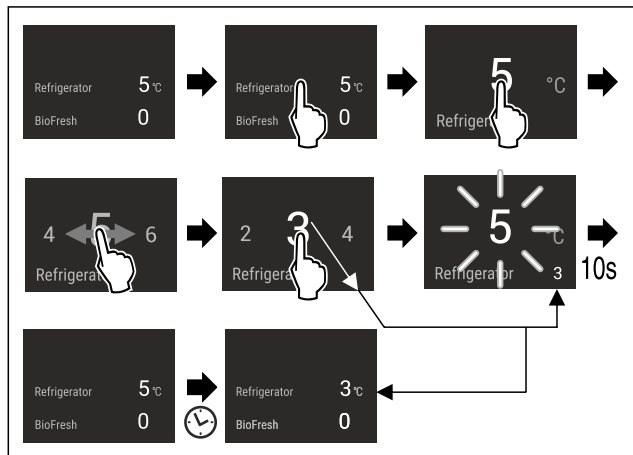 Refrigerator 5 °C
BioFresh 0
Refrigerator 5 °C
BioFresh 0
5 °C
Refriger
4 5 6
Refrigerat
2 3 4
Refrigera
5 °C
Refrigerator 3
10s
Refrigerator 5 °C
BioFresh 0
Refrigerator 3 °C
BioFresh 0